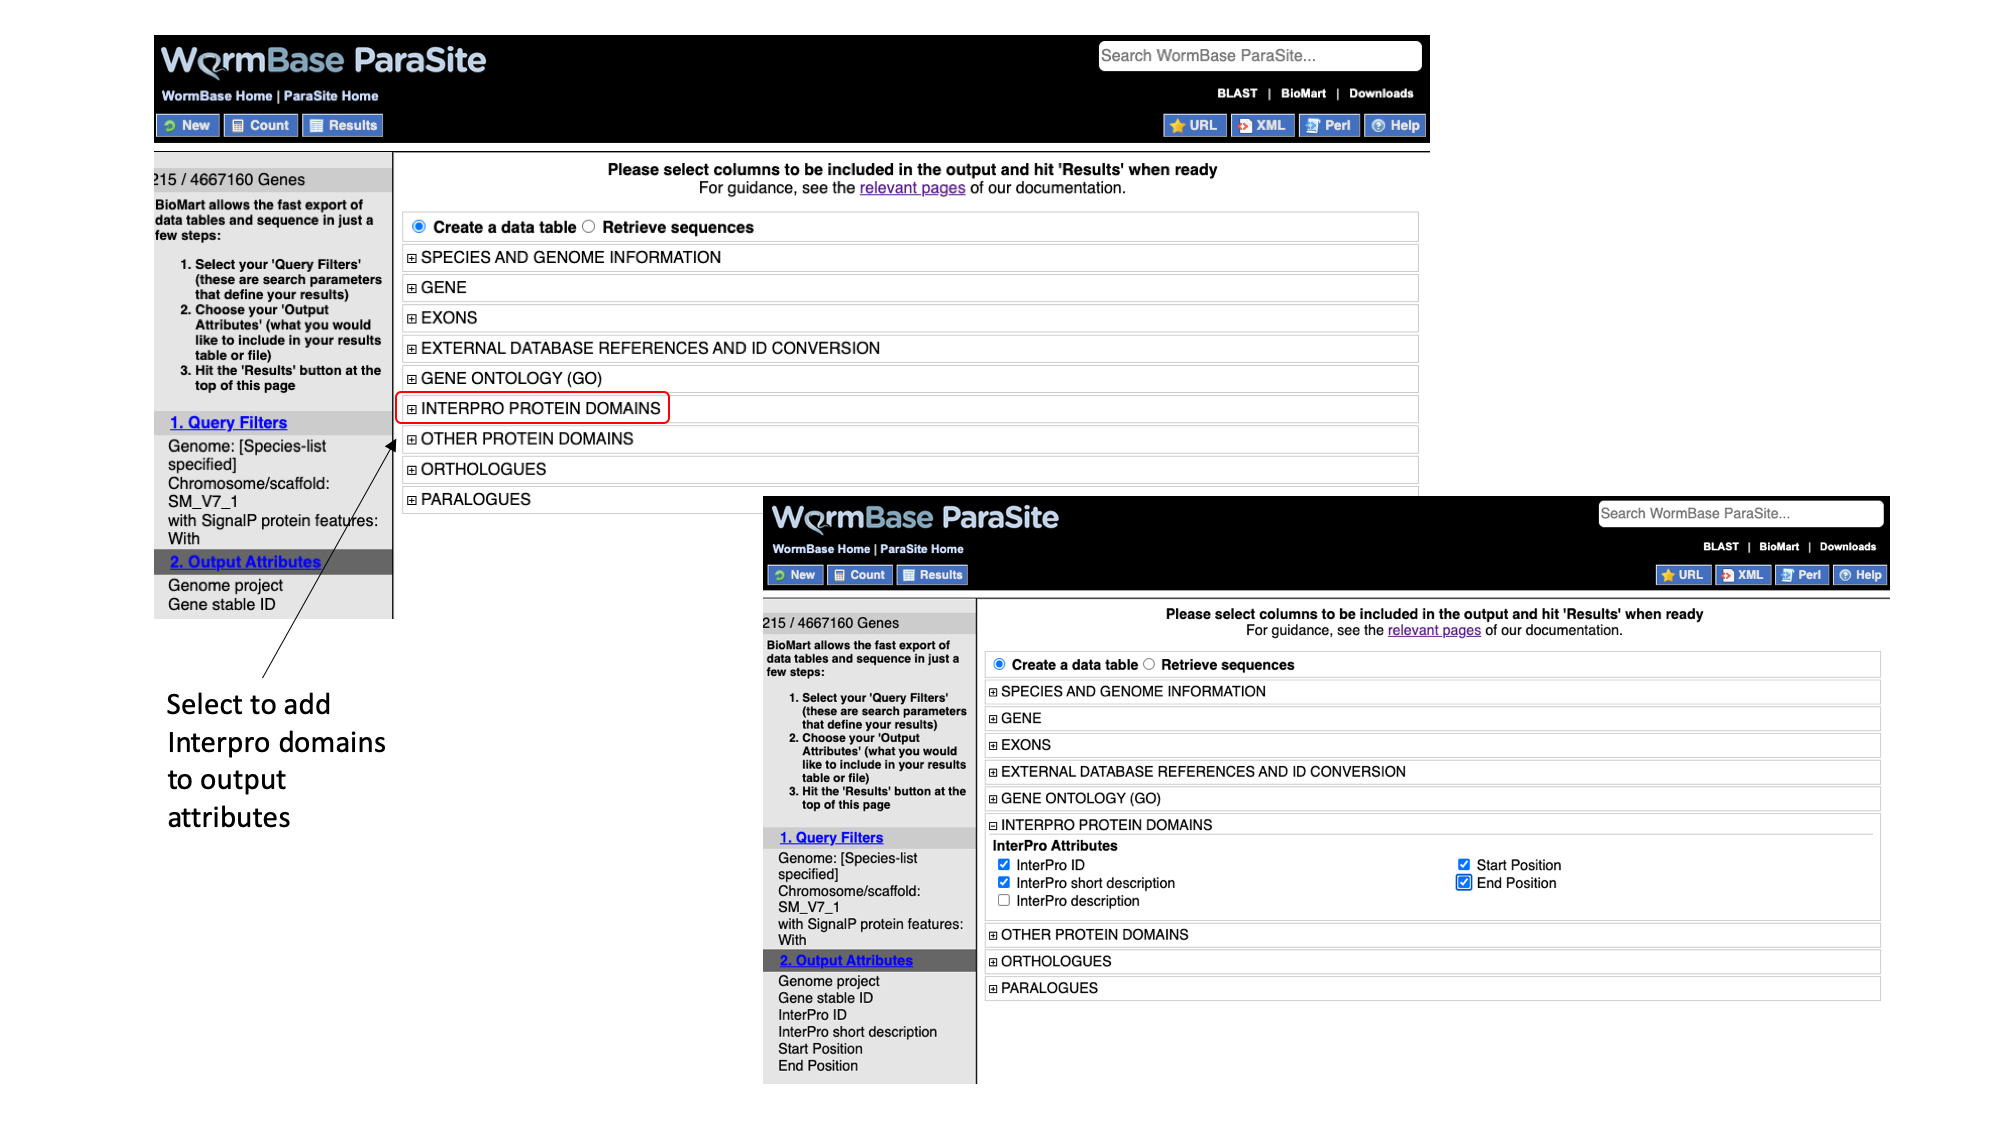 WormBase ParaSite
Search WormBase ParaSite...
WormBase Home | ParaSite Home
BLAST | BioMart | Downloads
New Count Results
URL XML Perl Help
215 / 4667160 Genes
BioMart allows the fast export of
data tables and sequence in just a
few steps:
1. Select your 'Query Filters'
(these are search parameters
that define your results)
2. Choose your 'Output
Attributes' (what you would
like to include in your results
table or file)
3. Hit the 'Results' button at the
top of this page
1. Query Filters
Genome: [Species-list
specified]
Chromosome/scaffold:
SM_V7_1
with SignalP protein features:
With
2. Output Attributes
Genome project
Gene stable ID
Please select columns to be included in the output and hit 'Results' when ready
For guidance, see the relevant pages of our documentation.
Create a data table Retrieve sequences
SPECIES AND GENOME INFORMATION
GENE
EXONS
EXTERNAL DATABASE REFERENCES AND ID CONVERSION
GENE ONTOLOGY (GO)
INTERPRO PROTEIN DOMAINS
OTHER PROTEIN DOMAINS
ORTHOLOGUES
PARALOGUES
Select to add
Interpro domains
to output
attributes
WormBase ParaSite
Search WormBase ParaSite...
WormBase Home | ParaSite Home
BLAST | BioMart | Downloads
New Count Results
URL XML Perl Help
215 / 4667160 Genes
BioMart allows the fast export of
data tables and sequence in just a
few steps:
1. Select your 'Query Filters'
(these are search parameters
that define your results)
2. Choose your 'Output
Attributes' (what you would
like to include in your results
table or file)
3. Hit the 'Results' button at the
top of this page
1. Query Filters
Genome: [Species-list
specified]
Chromosome/scaffold:
SM_V7_1
with SignalP protein features:
With
2. Output Attributes
Genome project
Gene stable ID
InterPro ID
InterPro short description
Start Position
End Position
Please select columns to be included in the output and hit 'Results' when ready
For guidance, see the relevant pages of our documentation.
Create a data table Retrieve sequences
SPECIES AND GENOME INFORMATION
GENE
EXONS
EXTERNAL DATABASE REFERENCES AND ID CONVERSION
GENE ONTOLOGY (GO)
INTERPRO PROTEIN DOMAINS
InterPro Attributes
InterPro ID Start Position
InterPro short description End Position
InterPro description
OTHER PROTEIN DOMAINS
ORTHOLOGUES
PARALOGUES